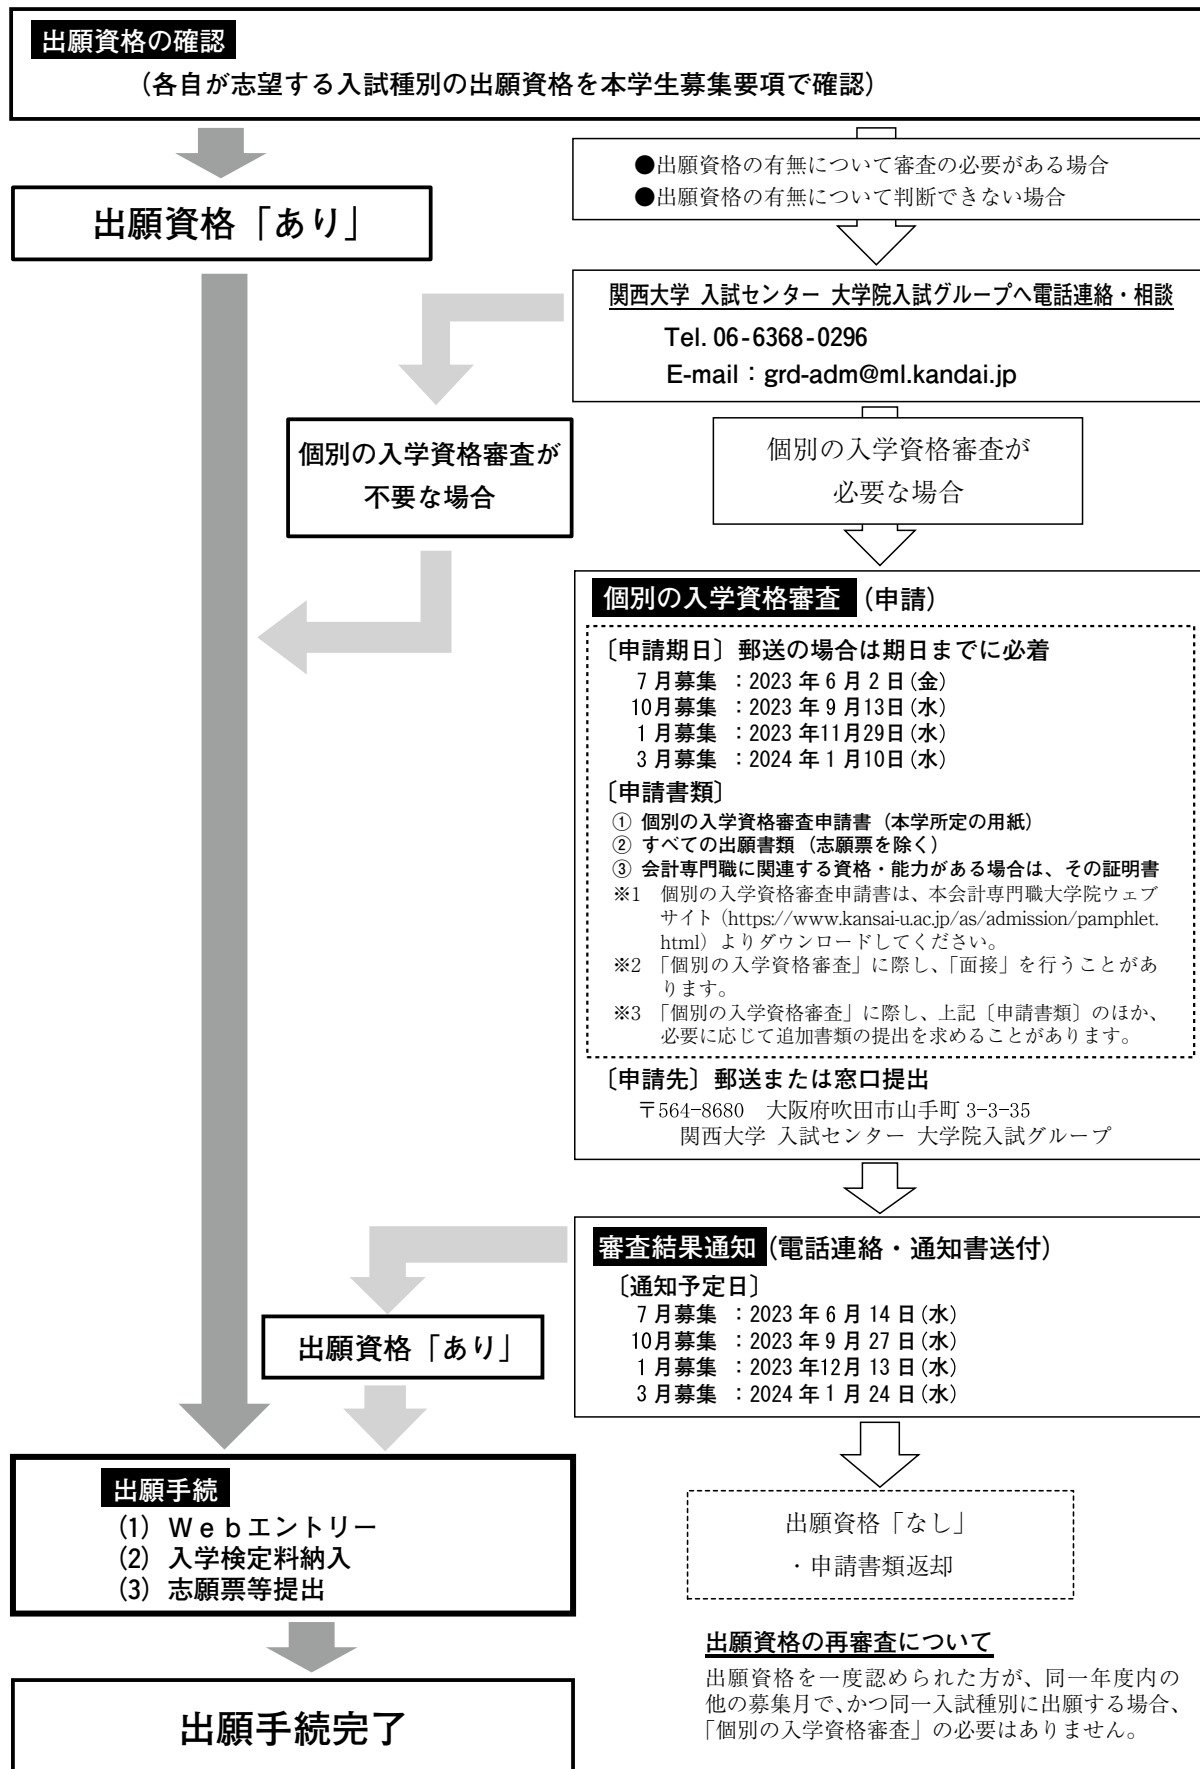 出願資格の確認
(各自が志望する入試種別の出願資格を本学生募集要項で確認)
出願資格「あり」
●出願資格の有無について審査の必要がある場合
●出願資格の有無について判断できない場合
関西大学 入試センター 大学院入試グループへ電話連絡・相談
Tel. 06-6368-0296
E-mail：grd-adm@ml.kandai.jp
個別の入学資格審査が
不要な場合
個別の入学資格審査が
必要な場合
個別の入学資格審査 (申請)
〔申請期日〕郵送の場合は期日までに必着
7月募集 ：2023年6月2日(金)
10月募集 ：2023年9月13日(水)
1月募集 ：2023年11月29日(水)
3月募集 ：2024年1月10日(水)
〔申請書類〕
① 個別の入学資格審査申請書（本学所定の用紙）
② すべての出願書類（志願票を除く）
③ 会計専門職に関連する資格・能力がある場合は、その証明書
※1 個別の入学資格審査申請書は、本会計専門職大学院ウェブ
サイト（https://www.kansai-u.ac.jp/as/admission/pamphlet.
html）よりダウンロードしてください。
※2 「個別の入学資格審査」に際し、「面接」を行うことがあ
ります。
※3 「個別の入学資格審査」に際し、上記〔申請書類〕のほか、
必要に応じて追加書類の提出を求めることがあります。
〔申請先〕郵送または窓口提出
〒564-8680 大阪府吹田市山手町 3-3-35
関西大学 入試センター 大学院入試グループ
審査結果通知 (電話連絡・通知書送付)
〔通知予定日〕
7月募集 ：2023年6月14日(水)
10月募集 ：2023年9月27日(水)
1月募集 ：2023年12月13日(水)
3月募集 ：2024年1月24日(水)
出願資格「あり」
出願手続
(1) Ｗｅｂエントリー
(2) 入学検定料納入
(3) 志願票等提出
出願資格「なし」
・申請書類返却
出願手続完了
出願資格の再審査について
出願資格を一度認められた方が、同一年度内の
他の募集月で、かつ同一入試種別に出願する場合、
「個別の入学資格審査」の必要はありません。